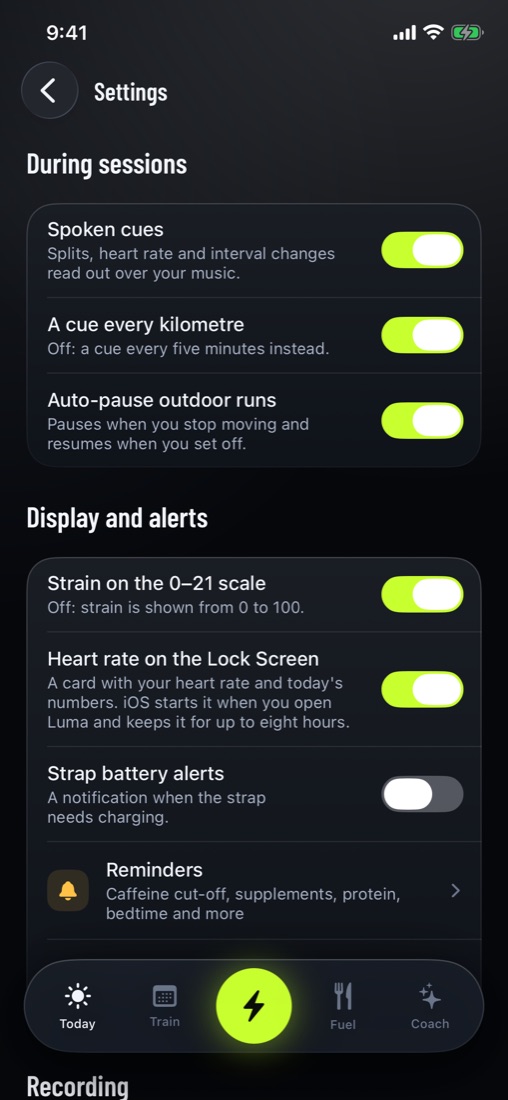 9:41
Settings
During sessions
Spoken cues
Splits, heart rate and interval changes
read out over your music.
A cue every kilometre
Off: a cue every five minutes instead.
Auto-pause outdoor runs
Pauses when you stop moving and
resumes when you set off.
Display and alerts
Strain on the 0–21 scale
Off: strain is shown from 0 to 100.
Heart rate on the Lock Screen
A card with your heart rate and today's
numbers. iOS starts it when you open
Luma and keeps it for up to eight hours.
Strap battery alerts
A notification when the strap
needs charging.
Reminders
Caffeine cut-off, supplements, protein,
bedtime and more
Today
Train
Fuel
Coach
Recording